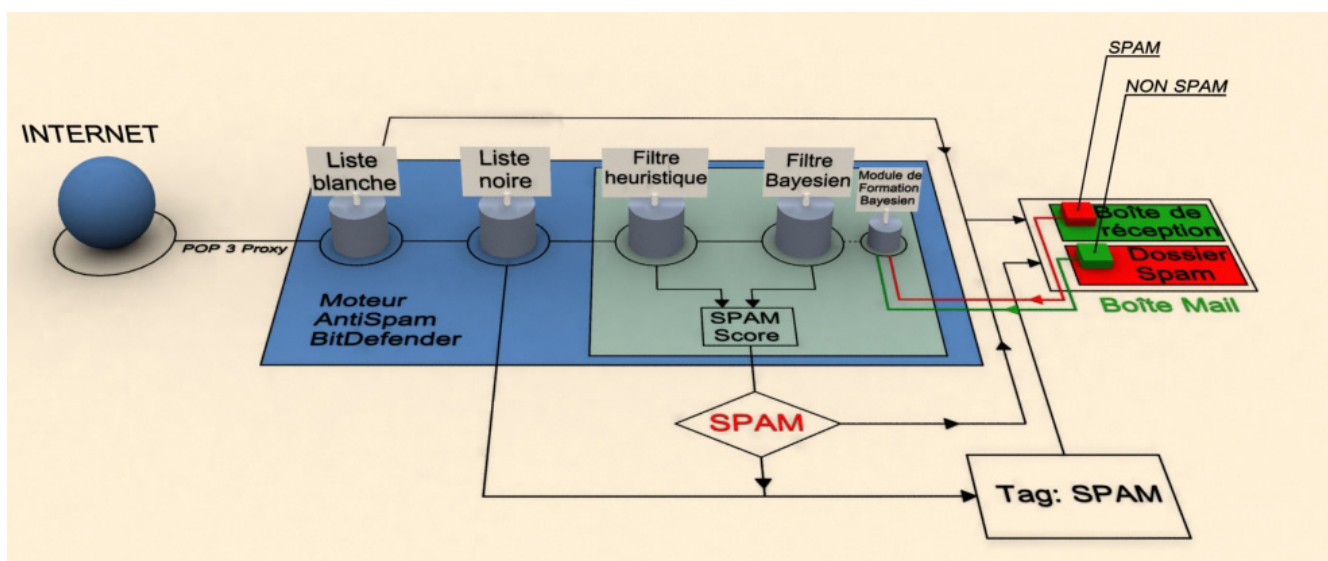 SPAM
NON SPAM
INTERNET
Liste
blanche
Liste
noire
Filtre
heuristique
Filtre
Bayesien
Module de
Formation
Bayesien
POP 3 Proxy
Boîte de
réception
Dossier
Spam
Boîte Mail
Moteur
AntiSpam
BitDefender
SPAM
Score
SPAM
Tag: SPAM